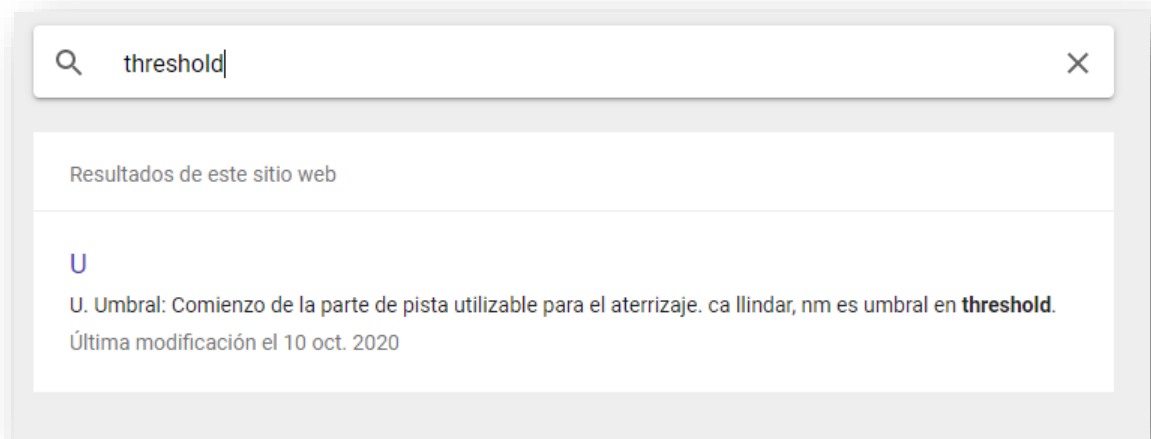 threshold
Resultados de este sitio web
U
U. Umbral: Comienzo de la parte de pista utilizable para el aterrizaje. ca llindar, nm es umbral en threshold.
Última modificación el 10 oct. 2020